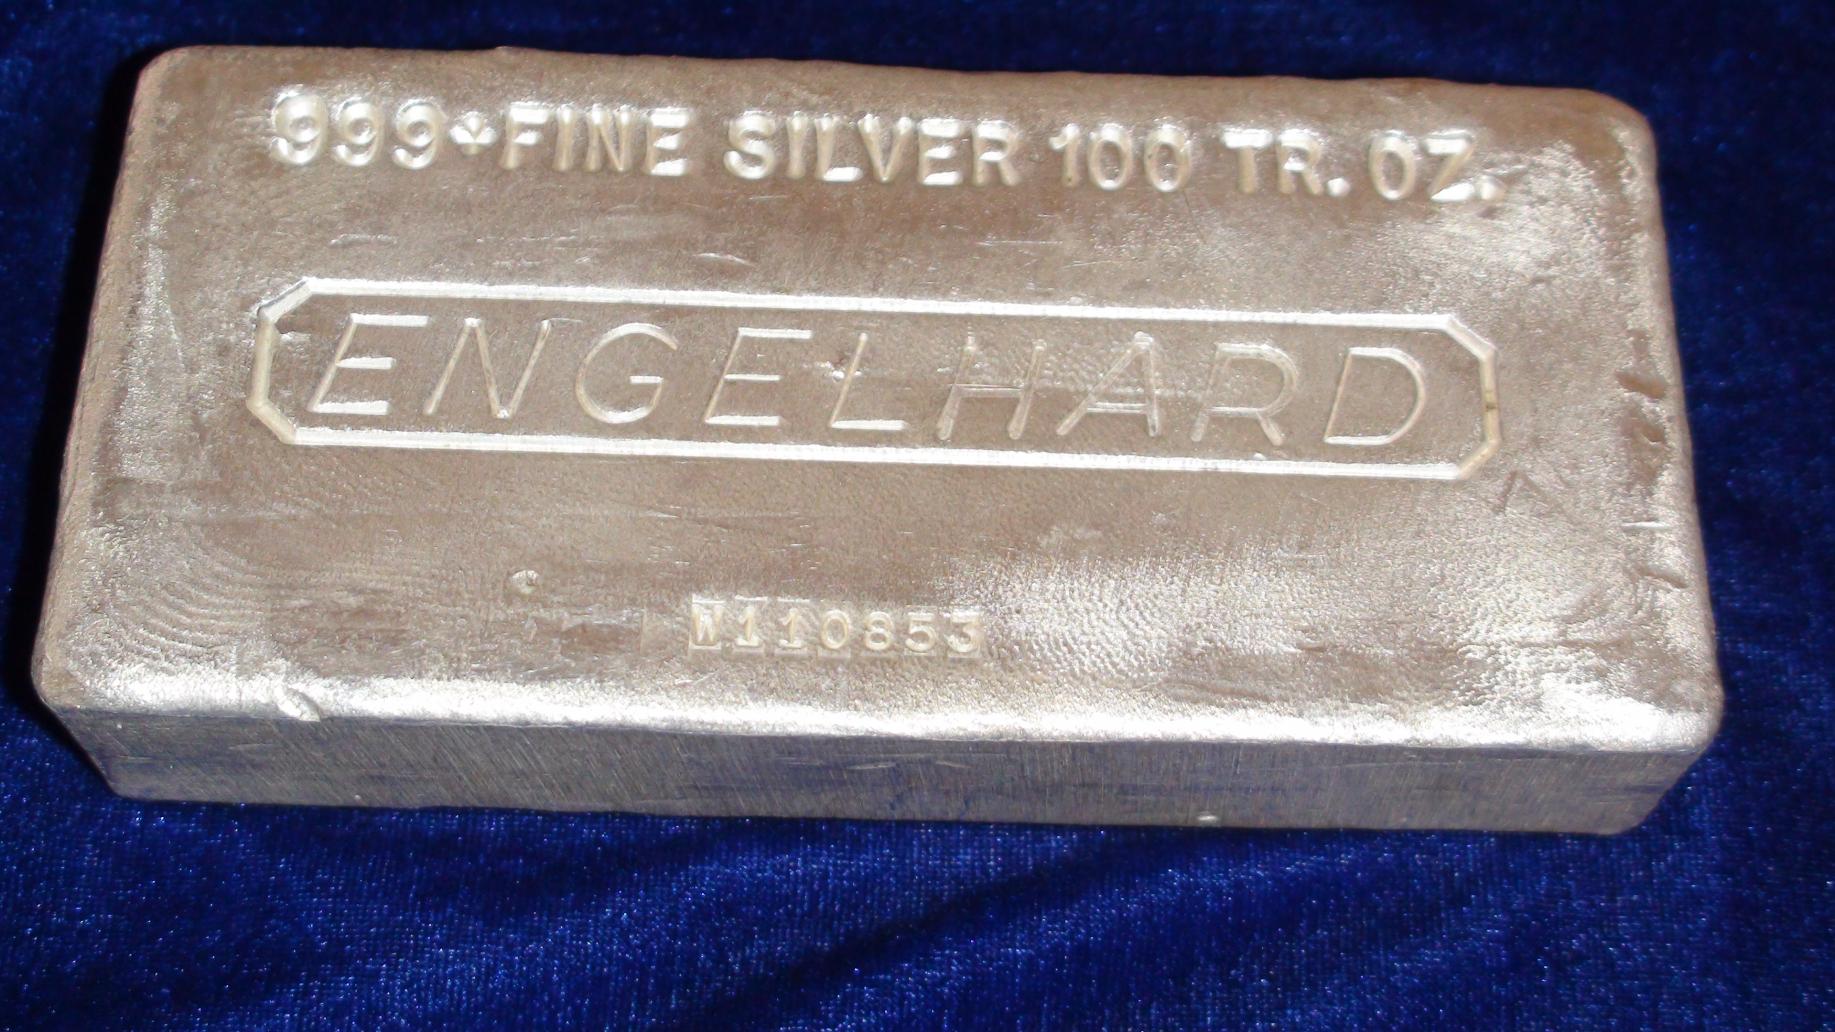 999+FINE SILVER 100 TR. OZ.
ENGELHARD
W110853